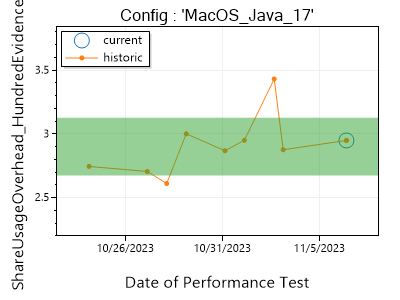 Config : 'MacOS_Java_17'
current
historic
ShareUsageOverhead_HundredEvidence
3.5
3
2.5
10/26/2023
10/31/2023
11/5/2023
Date of Performance Test